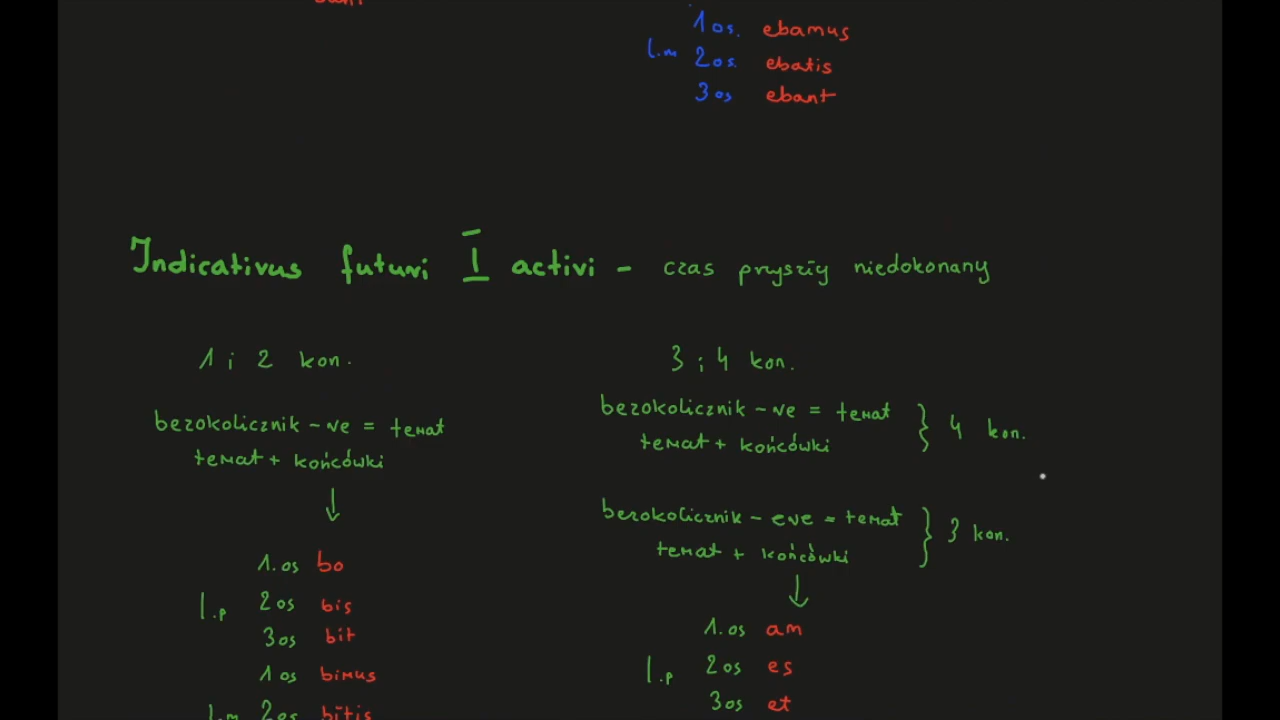 1 os. ebamus
l.m 2 os. ebatis
3 os ebant
Indicativus futuri I activi - czas przyszły niedokonany
1 i 2 kon.
bezokolicznik - re = temat
temat + końcówki
1. os bo
l.p 2 os bis
3 os bit
1 os bimus
l.m 2 os bitis
3 i 4 kon.
bezokolicznik - re = temat } 4 kon.
temat + końcówki
bezokolicznik - ere = temat } 3 kon.
temat + końcówki
1. os am
l.p 2 os es
3 os et